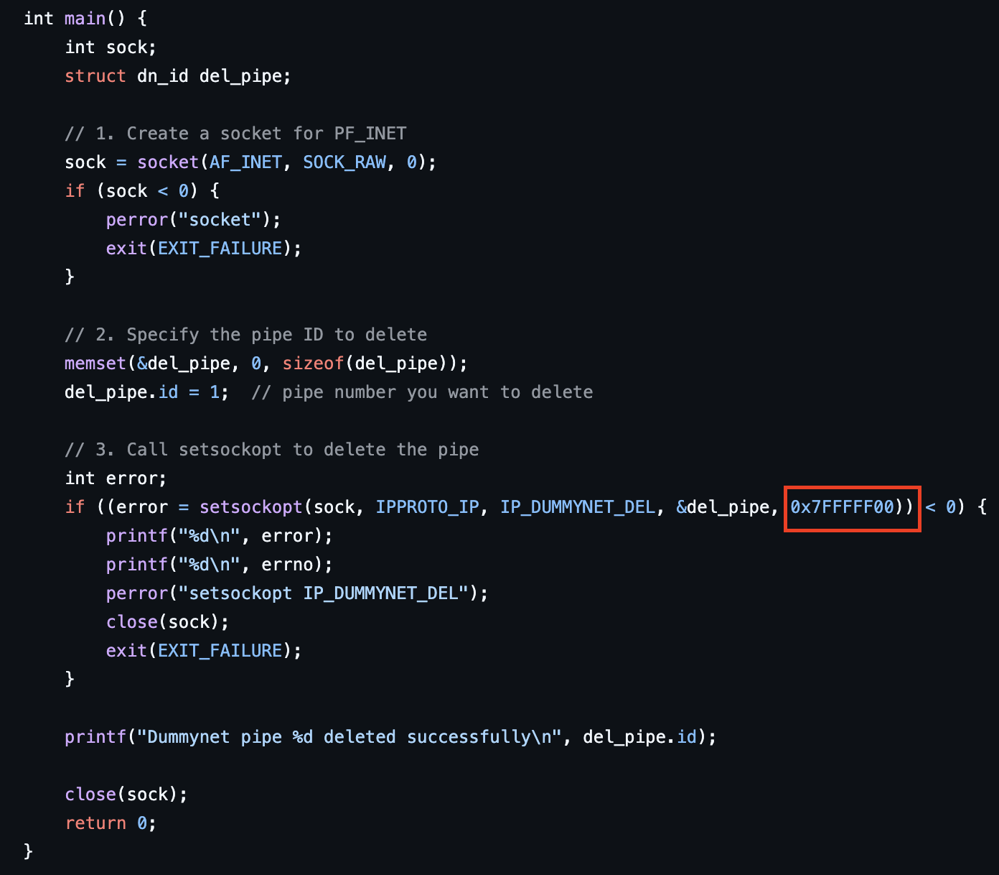 int main() {
    int sock;
    struct dn_id del_pipe;

    // 1. Create a socket for PF_INET
    sock = socket(AF_INET, SOCK_RAW, 0);
    if (sock < 0) {
        perror("socket");
        exit(EXIT_FAILURE);
    }

    // 2. Specify the pipe ID to delete
    memset(&del_pipe, 0, sizeof(del_pipe));
    del_pipe.id = 1;  // pipe number you want to delete

    // 3. Call setsockopt to delete the pipe
    int error;
    if ((error = setsockopt(sock, IPPROTO_IP, IP_DUMMYNET_DEL, &del_pipe, 0x7FFFFF00)) < 0) {
        printf("%d\n", error);
        printf("%d\n", errno);
        perror("setsockopt IP_DUMMYNET_DEL");
        close(sock);
        exit(EXIT_FAILURE);
    }

    printf("Dummynet pipe %d deleted successfully\n", del_pipe.id);

    close(sock);
    return 0;
}